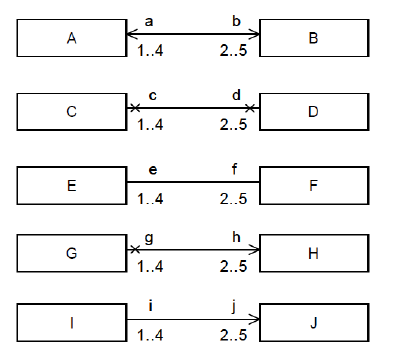 a b
A B
1..4 2..5
c d
C D
1..4 2..5
e f
E F
1..4 2..5
g h
G H
1..4 2..5
i j
I J
1..4 2..5